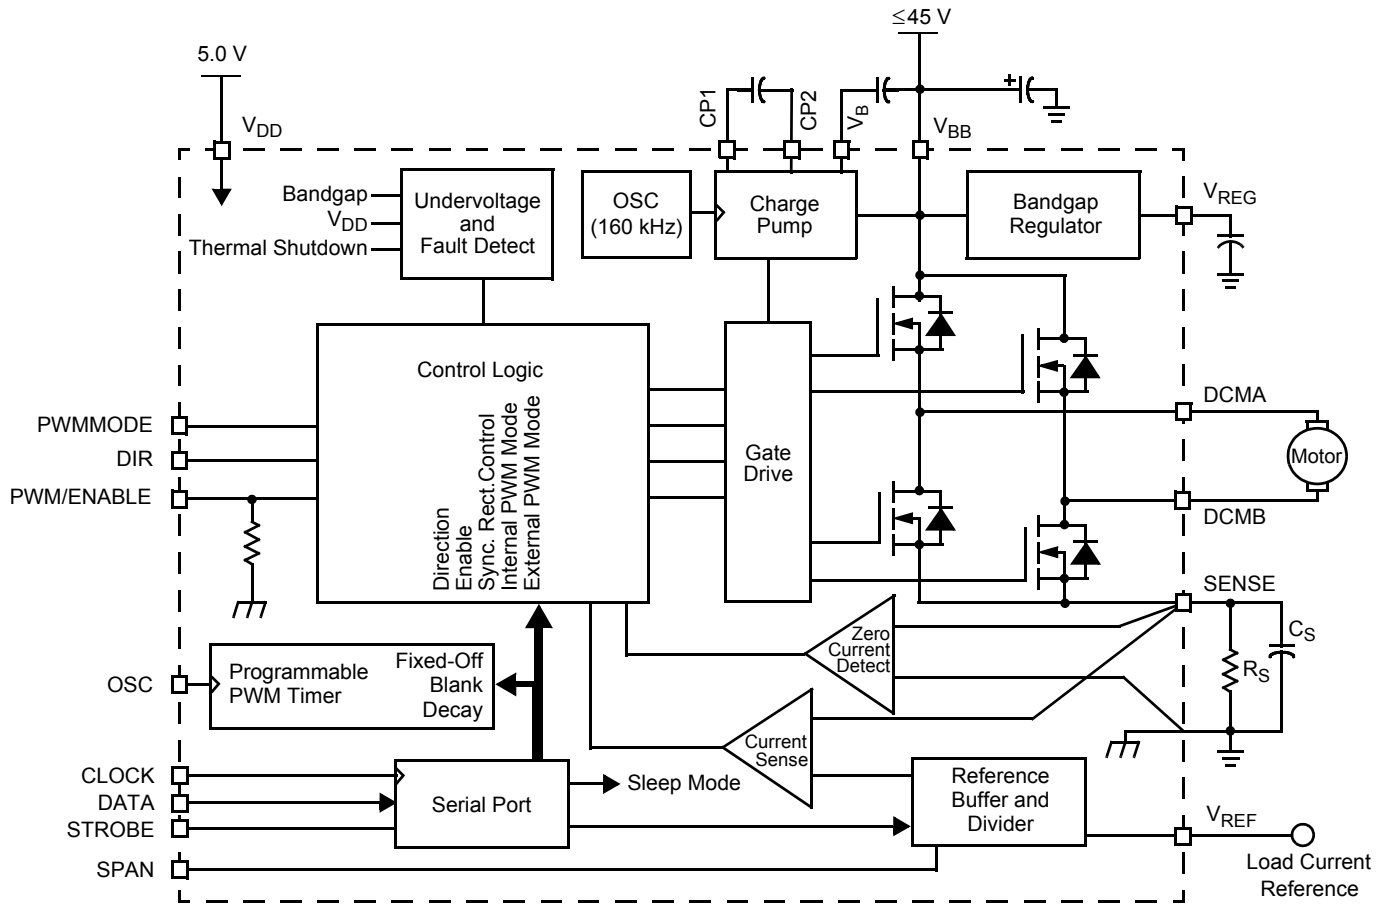 ≤45 V
5.0 V
VDD
CP1
CP2
VB
VBB
Bandgap
VDD
Thermal Shutdown
Undervoltage
and
Fault Detect
OSC
(160 kHz)
Charge
Pump
Bandgap
Regulator
VREG
Control Logic
Direction
Enable
Sync. Rect.Control
Internal PWM Mode
External PWM Mode
Gate
Drive
PWMMODE
DIR
PWM/ENABLE
DCMA
Motor
DCMB
SENSE
CS
RS
Zero
Current
Detect
OSC
Programmable
PWM Timer
Fixed-Off
Blank
Decay
Current
Sense
CLOCK
DATA
STROBE
SPAN
Serial Port
Sleep Mode
Reference
Buffer and
Divider
VREF
Load Current
Reference
+